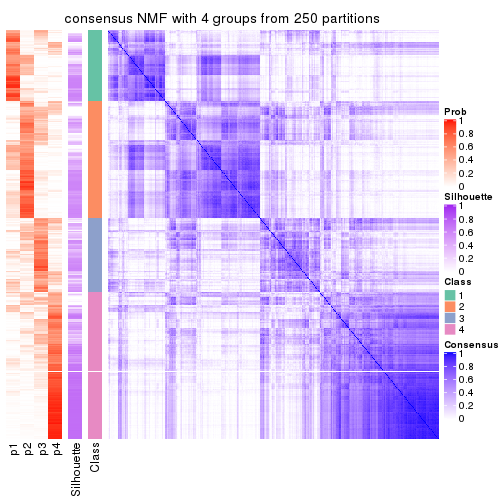 consensus NMF with 4 groups from 250 partitions
Prob
1
0.8
0.6
0.4
0.2
0
Silhouette
1
0.8
0.6
0.4
0.2
0
Class
1
2
3
4
Consensus
1
0.8
0.6
0.4
0.2
0
p1
p2
p3
p4
Silhouette
Class